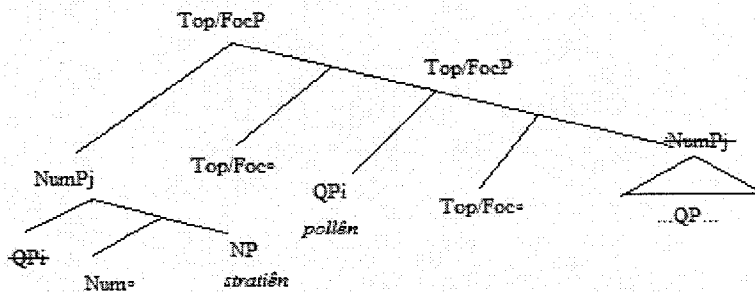 Top/FocP
Top/FocP
NumPj
NumPj
Top/Foc°
QPi
pollên
Top/Foc°
...QP...
QPi
Num°
NP
stratiên